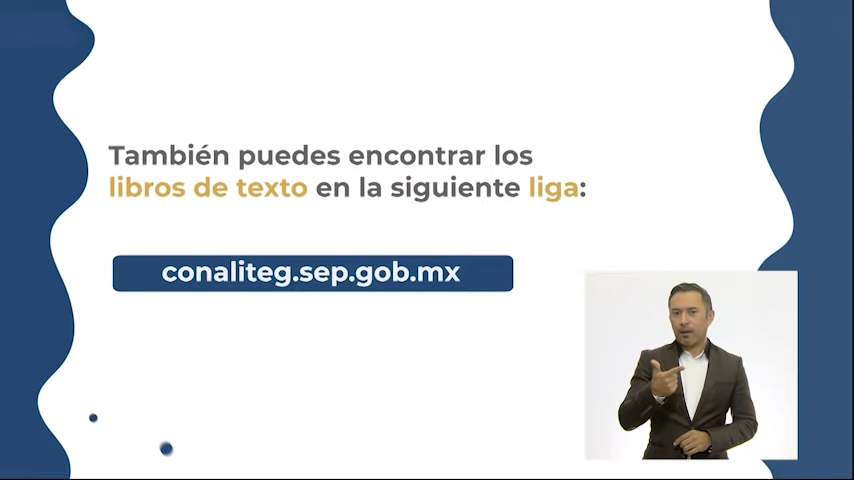 También puedes encontrar los
libros de texto en la siguiente liga:
conaliteg.sep.gob.mx